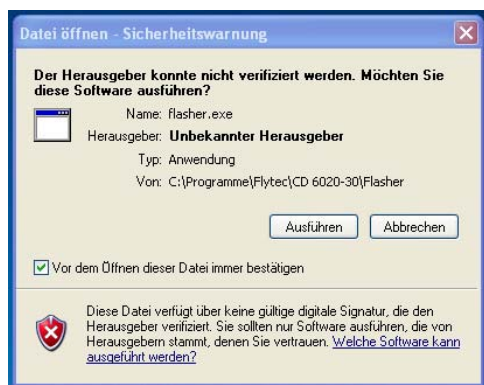 Datei öffnen - Sicherheitswarnung
Der Herausgeber konnte nicht verifiziert werden. Möchten Sie
diese Software ausführen?
Name: flasher.exe
Herausgeber: Unbekannter Herausgeber
Typ: Anwendung
Von: C:\Programme\Flytec\CD 6020-30\Flasher
Ausführen Abbrechen
Vor dem Öffnen dieser Datei immer bestätigen
Diese Datei verfügt über keine gültige digitale Signatur, die den
Herausgeber verifiziert. Sie sollten nur Software ausführen, die von
Herausgebern stammt, denen Sie vertrauen. Welche Software kann
ausgeführt werden?